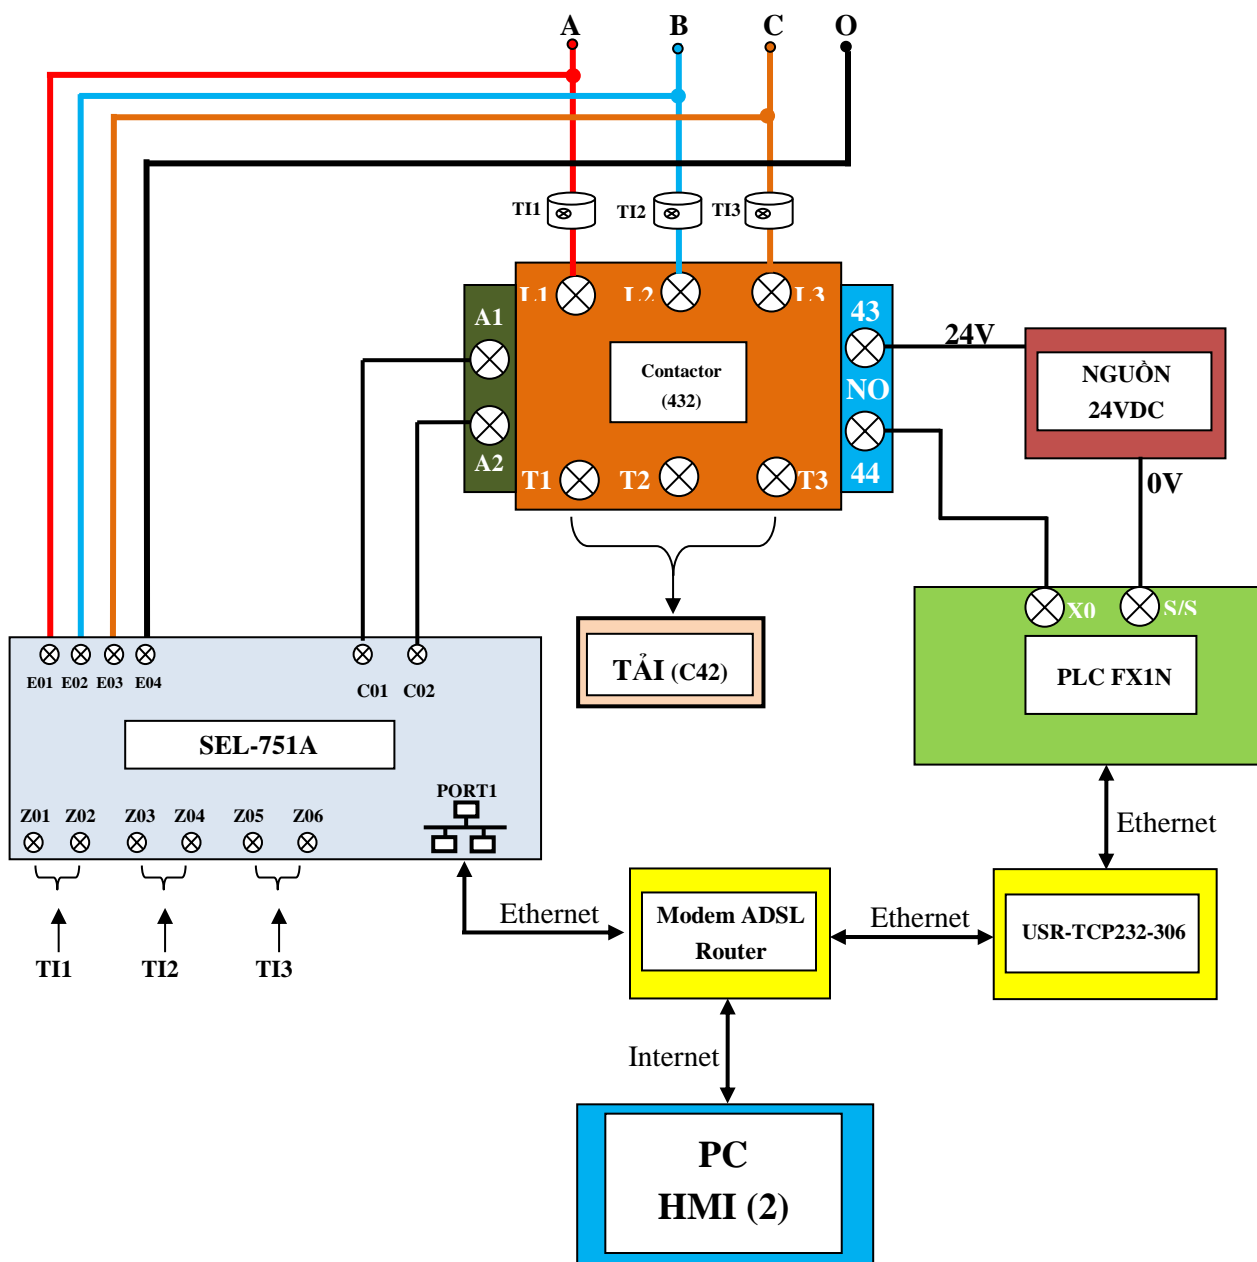 A B C O
TI1 TI2 TI3
L1 L2 L3
A1
43
24V
NGUỒN
24VDC
Contactor
(432)
NO
A2
T1 T2 T3
44
0V
X0 S/S
E01 E02 E03 E04 C01 C02
TẢI (C42)
PLC FX1N
SEL-751A
PORT1
Z01 Z02 Z03 Z04 Z05 Z06
Ethernet
Ethernet
Modem ADSL
Router
Ethernet
USR-TCP232-306
TI1 TI2 TI3
Internet
PC
HMI (2)